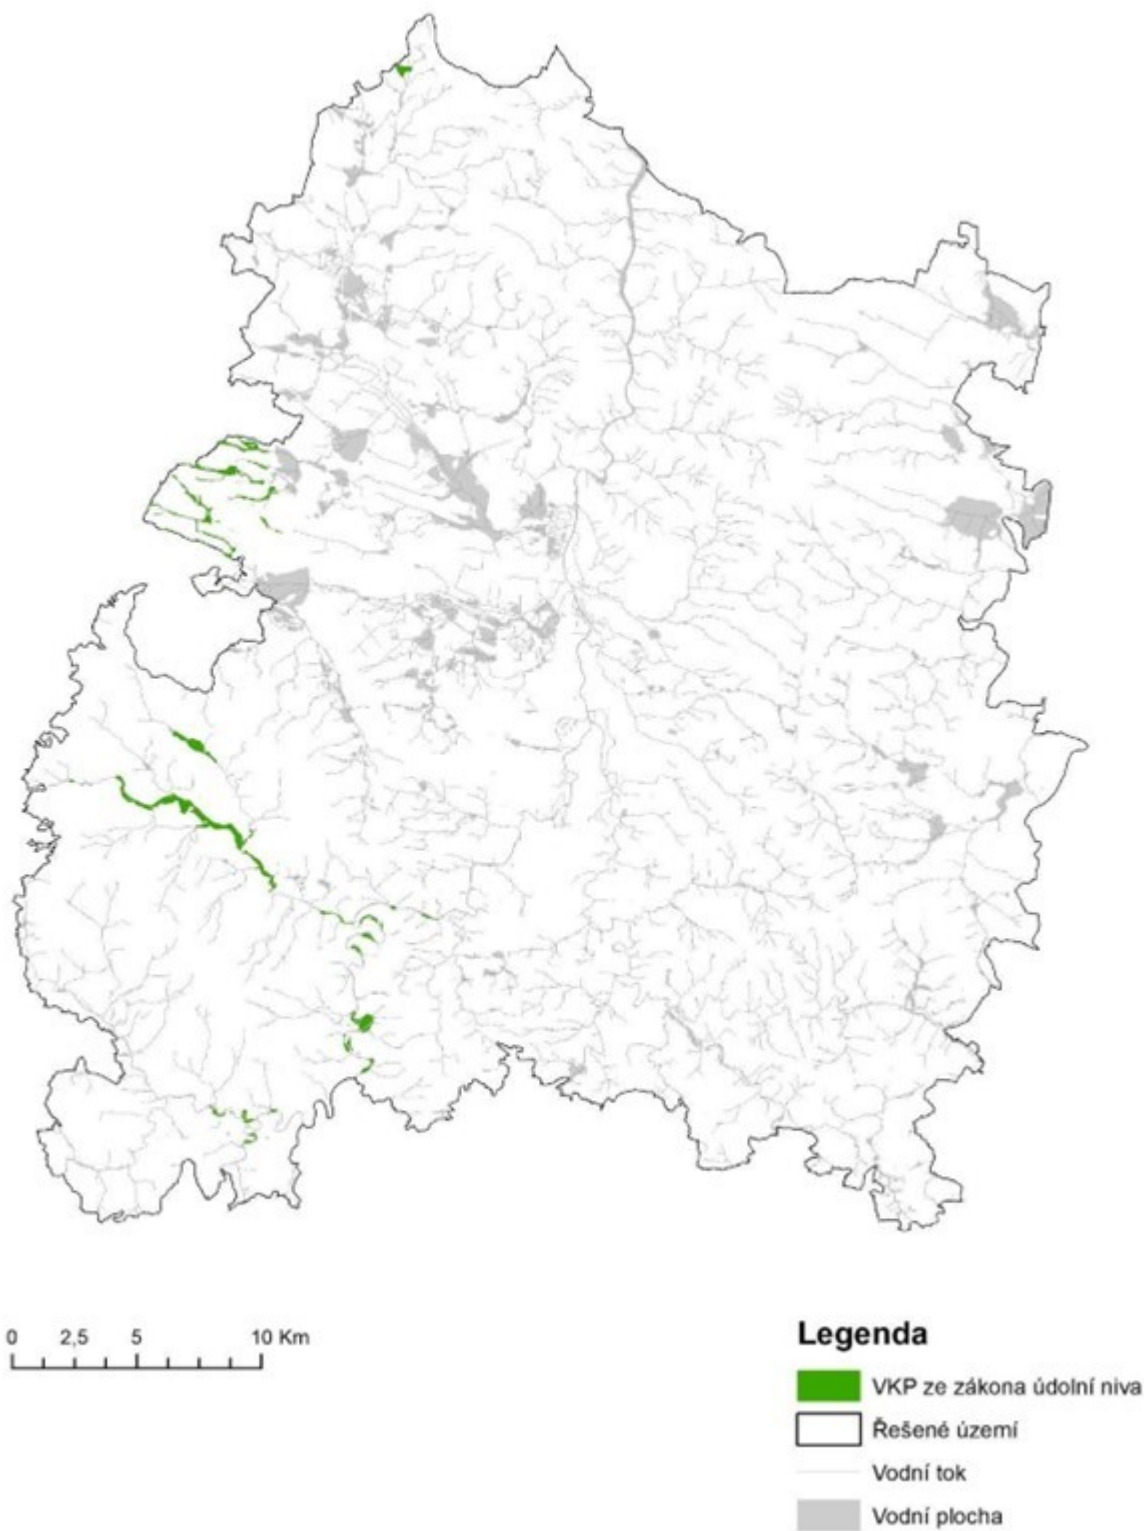 0 2,5 5 10 Km
Legenda
VKP ze zákona údolní niva
Řešené území
Vodní tok
Vodní plocha